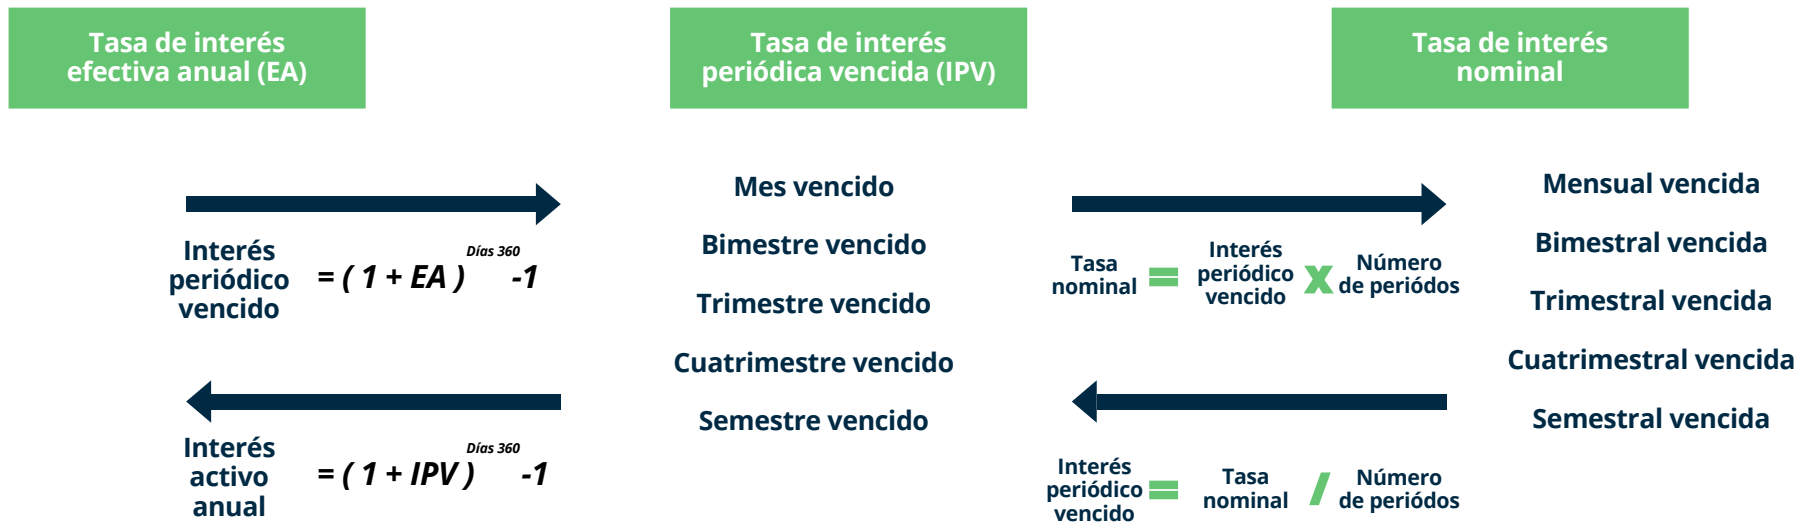 Tasa de interés
efectiva anual (EA)
Tasa de interés
periódica vencida (IPV)
Tasa de interés
nominal
Interés
periódico
vencido
= ( 1 + EA ) Días 360 -1
Interés
activo
anual
= ( 1 + IPV ) Días 360 -1
Mes vencido
Bimestre vencido
Trimestre vencido
Cuatrimestre vencido
Semestre vencido
Tasa
nominal
=
Interés
periódico
vencido
X
Número
de periódos
Interés
periódico
vencido
=
Tasa
nominal
/
Número
de periódos
Mensual vencida
Bimestral vencida
Trimestral vencida
Cuatrimestral vencida
Semestral vencida